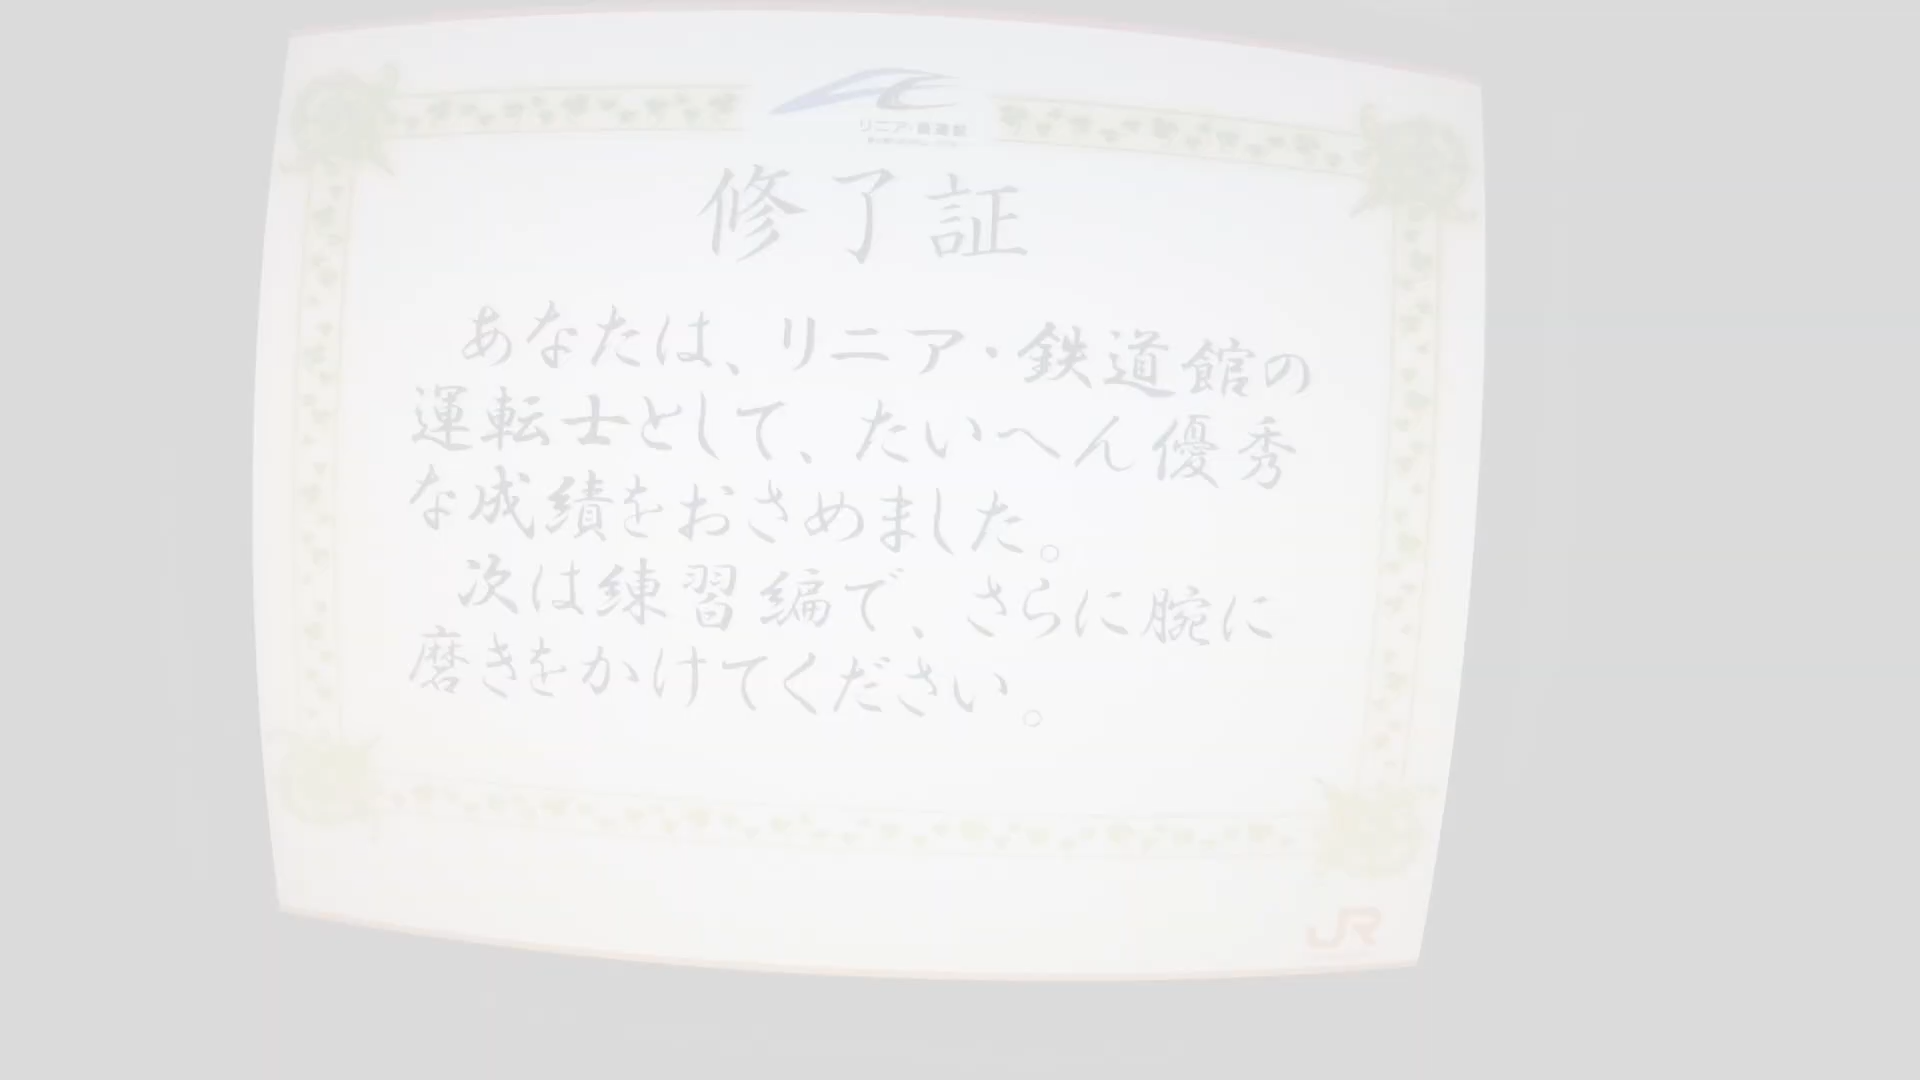 リニア・鉄道館
修了証
あなたは、リニア・鉄道館の
運転士として、たいへん優秀
な成績をおさめました。
次は練習編で、さらに腕に
磨きをかけてください。
JR